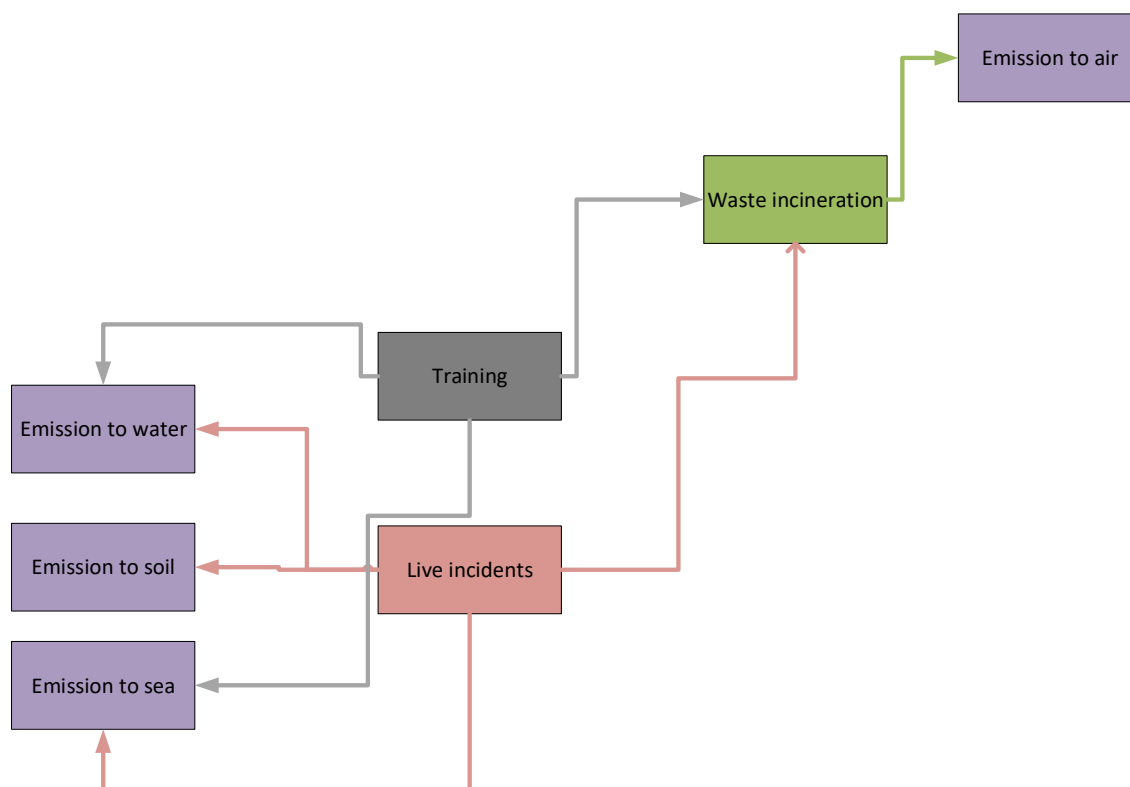 Emission to air
Waste incineration
Training
Emission to water
Emission to soil
Live incidents
Emission to sea